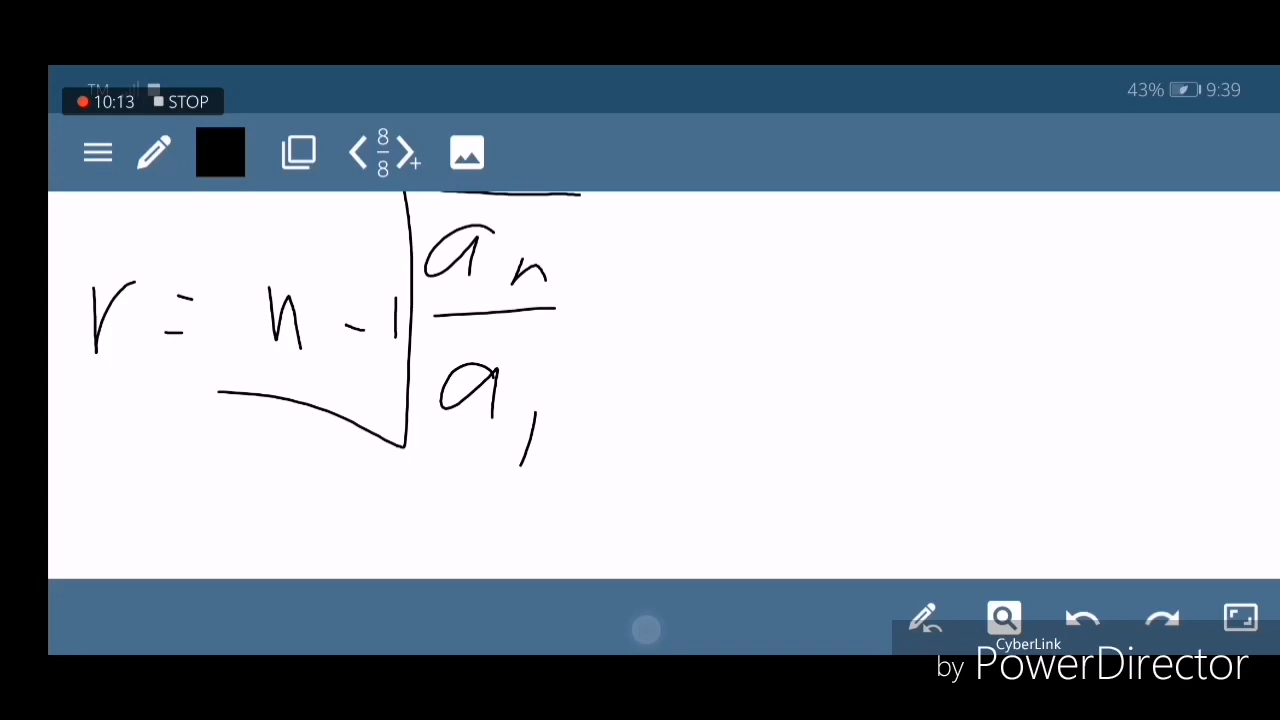 10:13 STOP
43% 9:39
8
8
r = n-1√(aₙ/a₁)
CyberLink
by PowerDirector